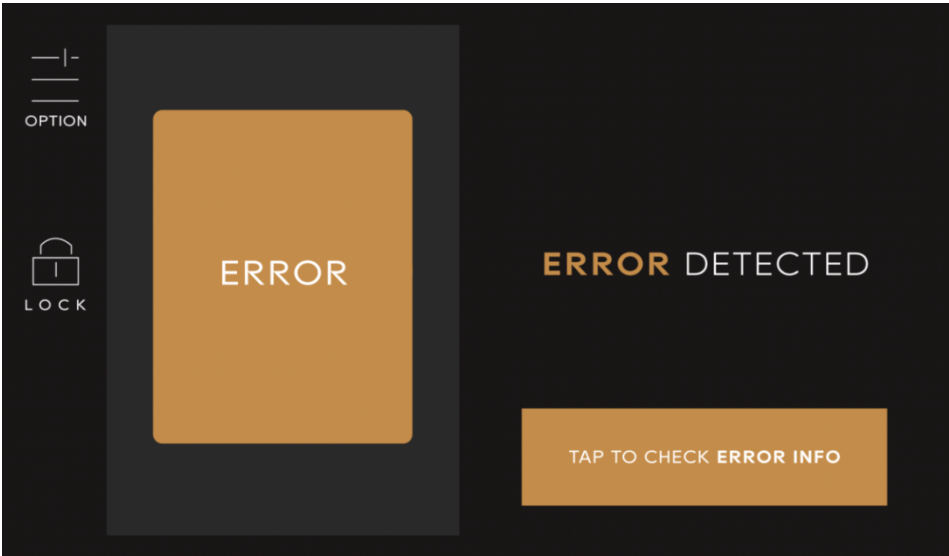 OPTION
LOCK
ERROR
ERROR DETECTED
TAP TO CHECK ERROR INFO